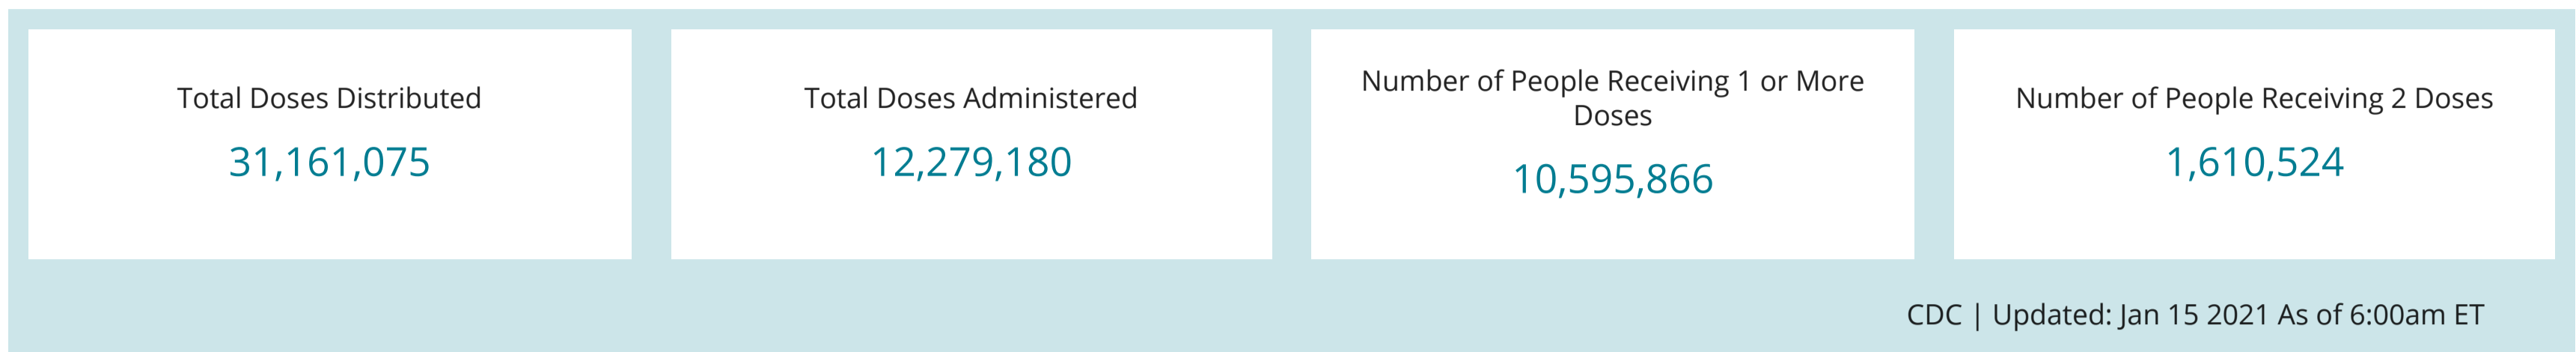 Total Doses Distributed
31,161,075
Total Doses Administered
12,279,180
Number of People Receiving 1 or More
Doses
10,595,866
Number of People Receiving 2 Doses
1,610,524
CDC | Updated: Jan 15 2021 As of 6:00am ET